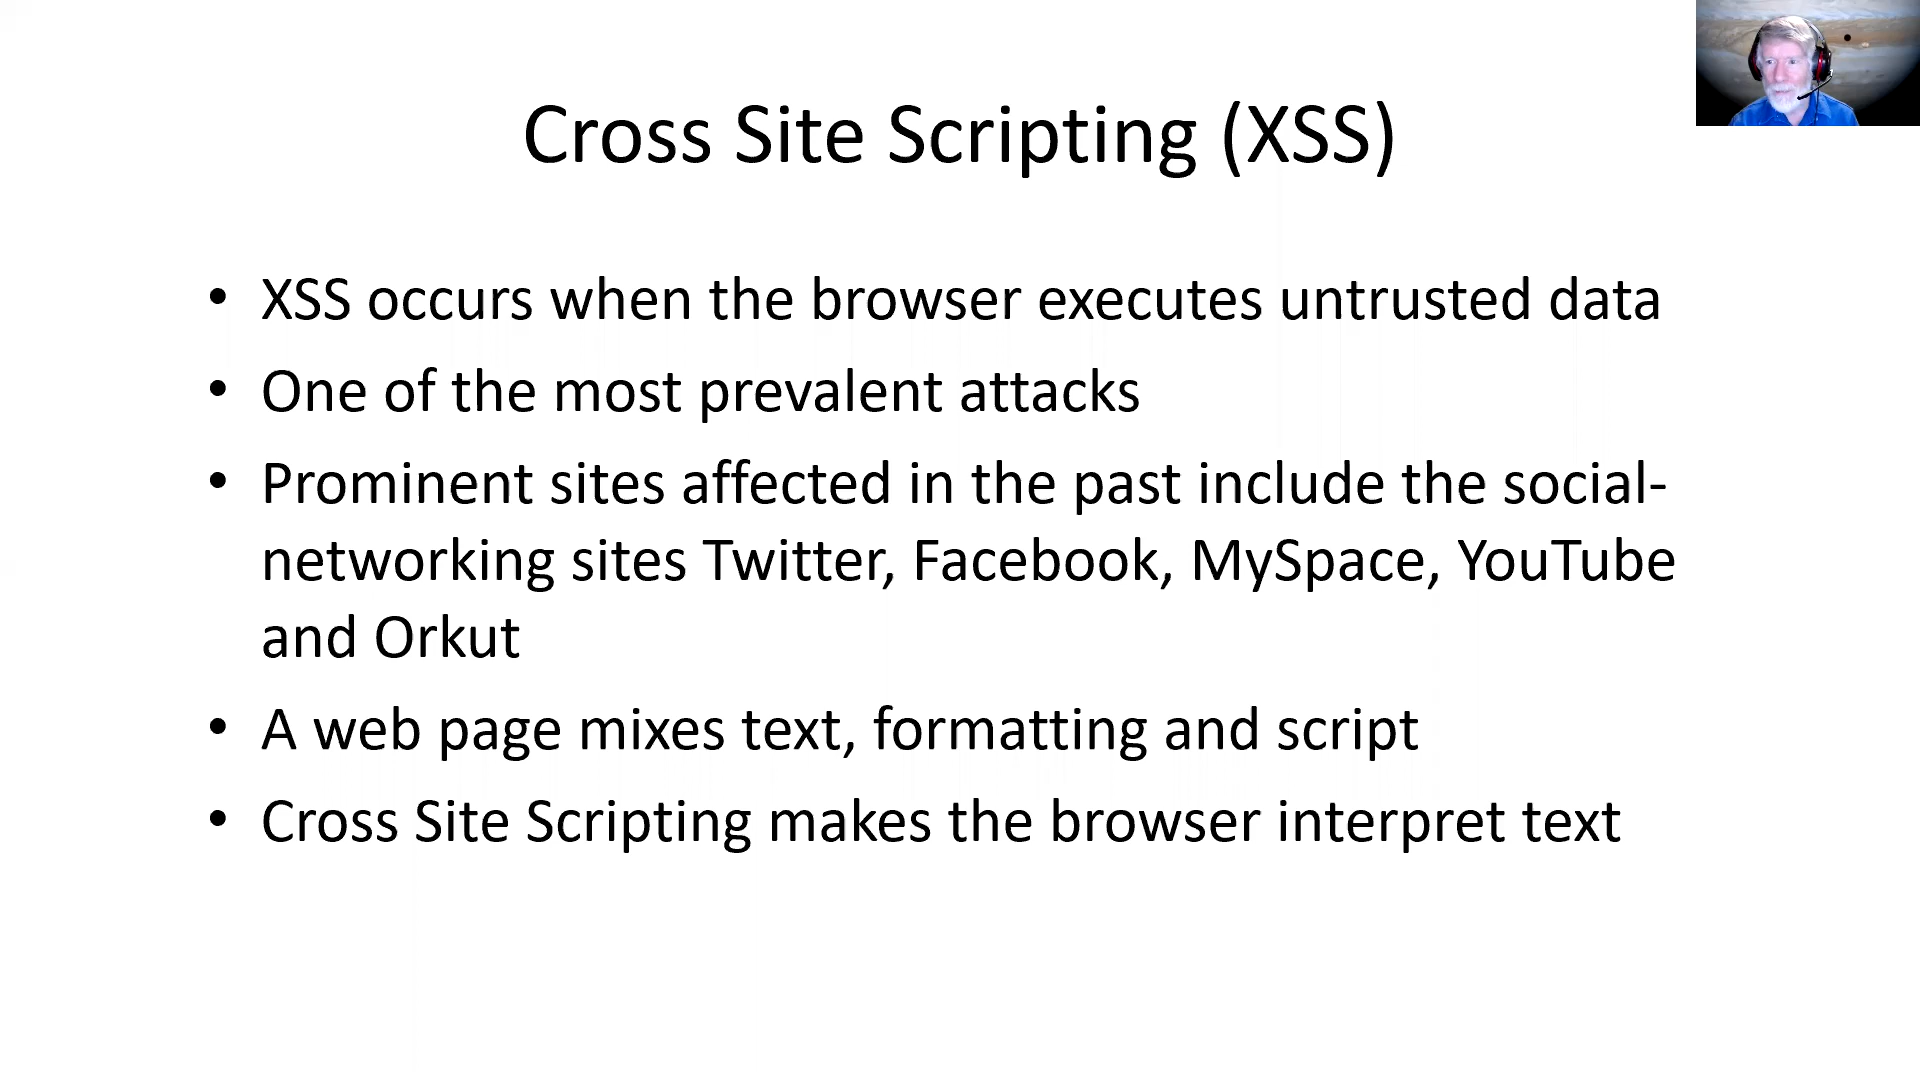 Cross Site Scripting (XSS)
• XSS occurs when the browser executes untrusted data
• One of the most prevalent attacks
• Prominent sites affected in the past include the social-
networking sites Twitter, Facebook, MySpace, YouTube
and Orkut
• A web page mixes text, formatting and script
• Cross Site Scripting makes the browser interpret text